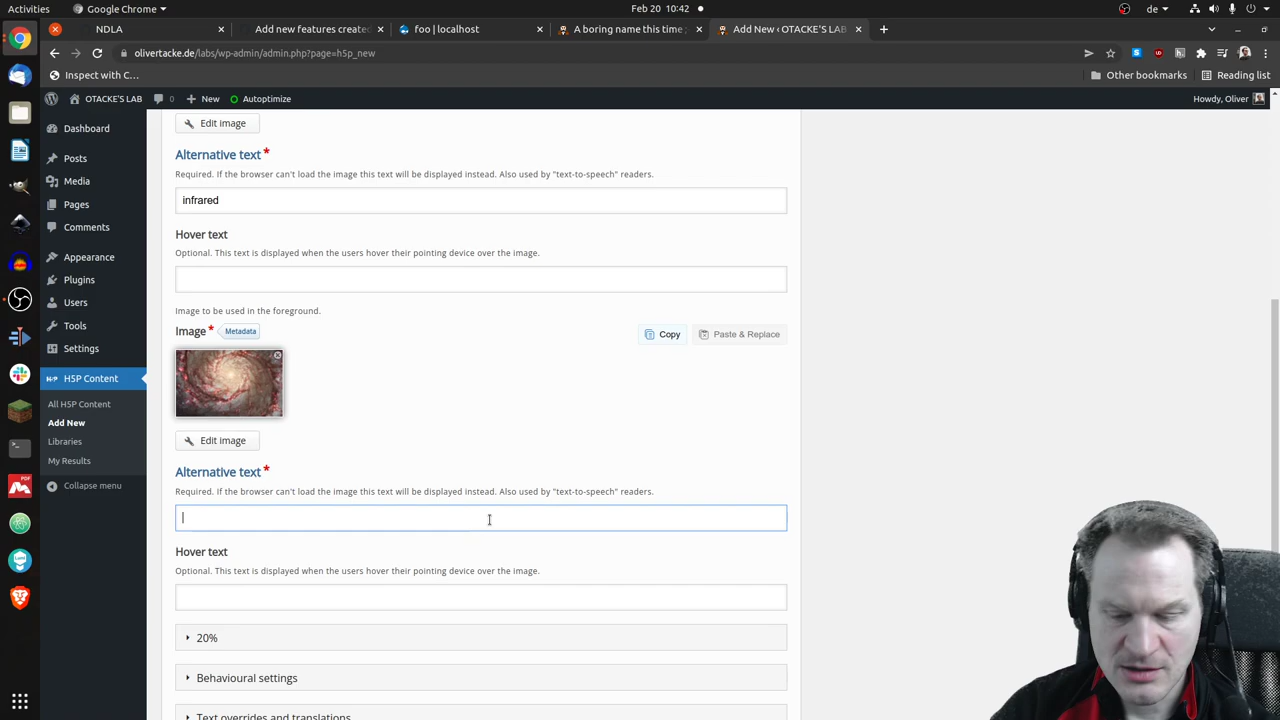 Activities
Google Chrome
Feb 20 10:42
de
NDLA
Add new features created
foo | localhost
A boring name this time ;
Add New ‹ OTACKE'S LAB
olivertacke.de/labs/wp-admin/admin.php?page=h5p_new
Inspect with C...
Other bookmarks
Reading list
OTACKE'S LAB
0
New
Autoptimize
Howdy, Oliver
Dashboard
Posts
Media
Pages
Comments
Appearance
Plugins
Users
Tools
Settings
H5P Content
All H5P Content
Add New
Libraries
My Results
Collapse menu
Edit image
Alternative text *
Required. If the browser can't load the image this text will be displayed instead. Also used by "text-to-speech" readers.
infrared
Hover text
Optional. This text is displayed when the users hover their pointing device over the image.
Image to be used in the foreground.
Image * Metadata
Copy
Paste & Replace
Edit image
Alternative text *
Required. If the browser can't load the image this text will be displayed instead. Also used by "text-to-speech" readers.
Hover text
Optional. This text is displayed when the users hover their pointing device over the image.
20%
Behavioural settings
Text overrides and translations